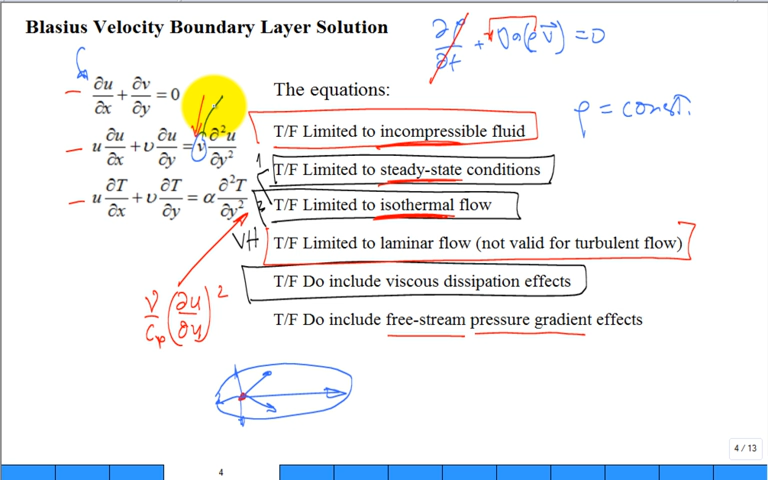 Blasius Velocity Boundary Layer Solution
∂ρ/∂t + ∇·(ρV⃗) = 0
∂u/∂x + ∂v/∂y = 0
The equations:
ρ = const.
T/F Limited to incompressible fluid
u ∂u/∂x + υ ∂u/∂y = ν ∂²u/∂y²
1
T/F Limited to steady-state conditions
u ∂T/∂x + υ ∂T/∂y = α ∂²T/∂y²
2
T/F Limited to isothermal flow
VH
T/F Limited to laminar flow (not valid for turbulent flow)
T/F Do include viscous dissipation effects
ν/Cp (∂u/∂y)²
T/F Do include free-stream pressure gradient effects
4 / 13
4